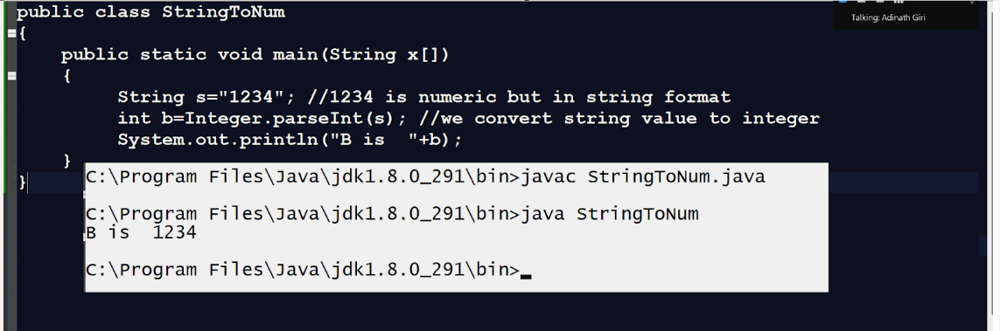 public class StringToNum
Talking: Adinath Giri
{
public static void main(String x[])
{
String s="1234"; //1234 is numeric but in string format
int b=Integer.parseInt(s); //we convert string value to integer
System.out.println("B is  "+b);
}
}
C:\Program Files\Java\jdk1.8.0_291\bin>javac StringToNum.java
C:\Program Files\Java\jdk1.8.0_291\bin>java StringToNum
B is  1234
C:\Program Files\Java\jdk1.8.0_291\bin>_